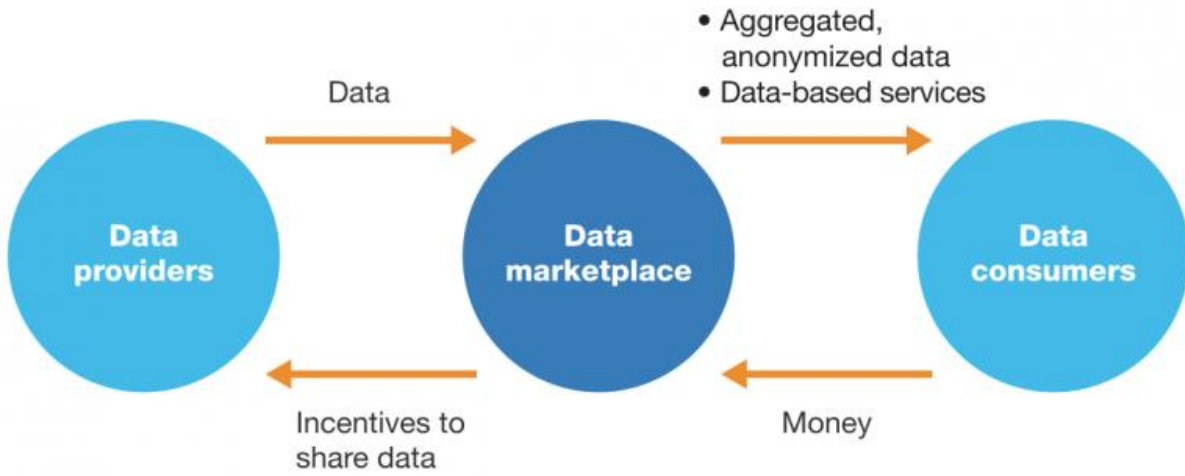 • Aggregated,
anonymized data
• Data-based services
Data
Data
providers
Data
marketplace
Data
consumers
Incentives to
share data
Money